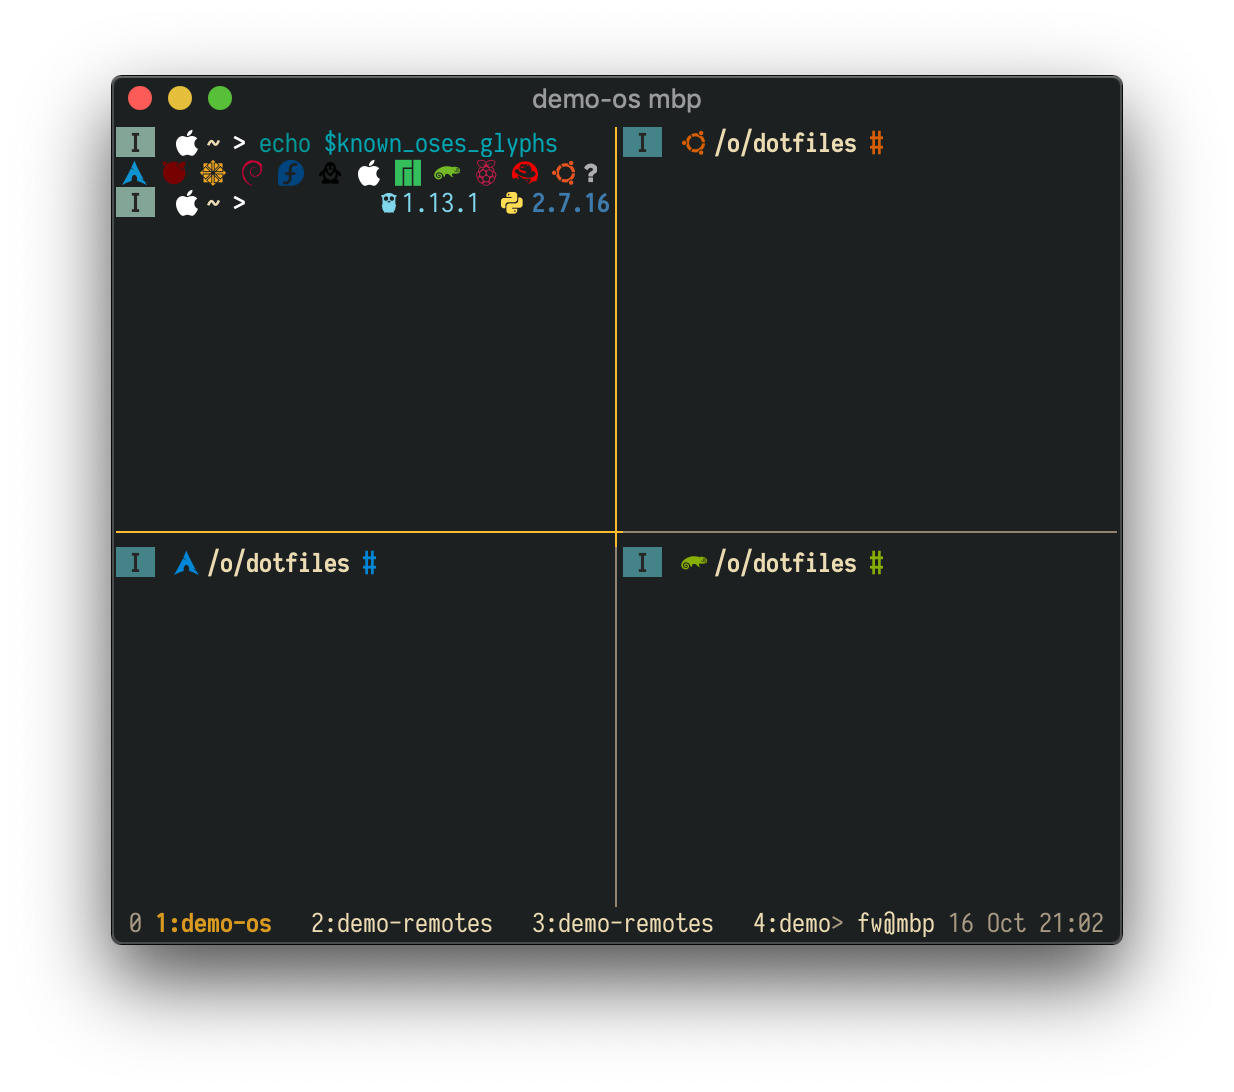 demo-os mbp
I ~ > echo $known_oses_glyphs
?
I ~ > 1.13.1 2.7.16
I /o/dotfiles #
I /o/dotfiles #
I /o/dotfiles #
0 1:demo-os 2:demo-remotes 3:demo-remotes 4:demo> fw@mbp 16 Oct 21:02